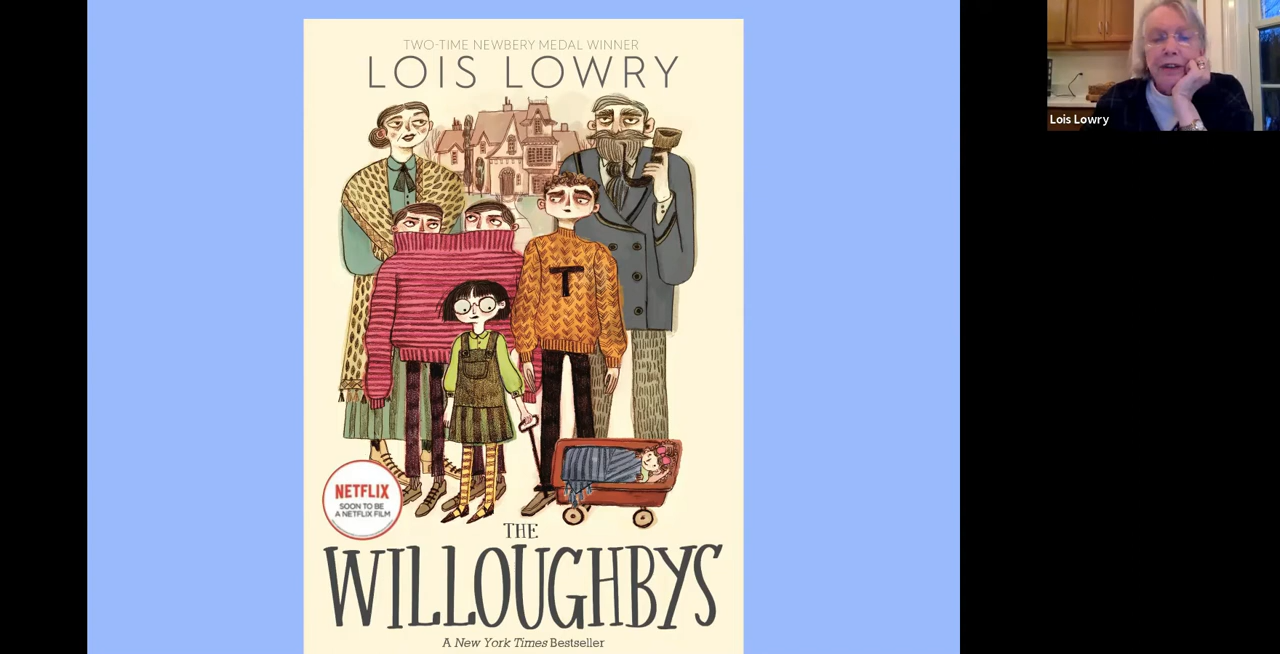 TWO-TIME NEWBERY MEDAL WINNER
LOIS LOWRY
T
NETFLIX
SOON TO BE
A NETFLIX FILM
THE
WILLOUGHBYS
A New York Times Bestseller
Lois Lowry